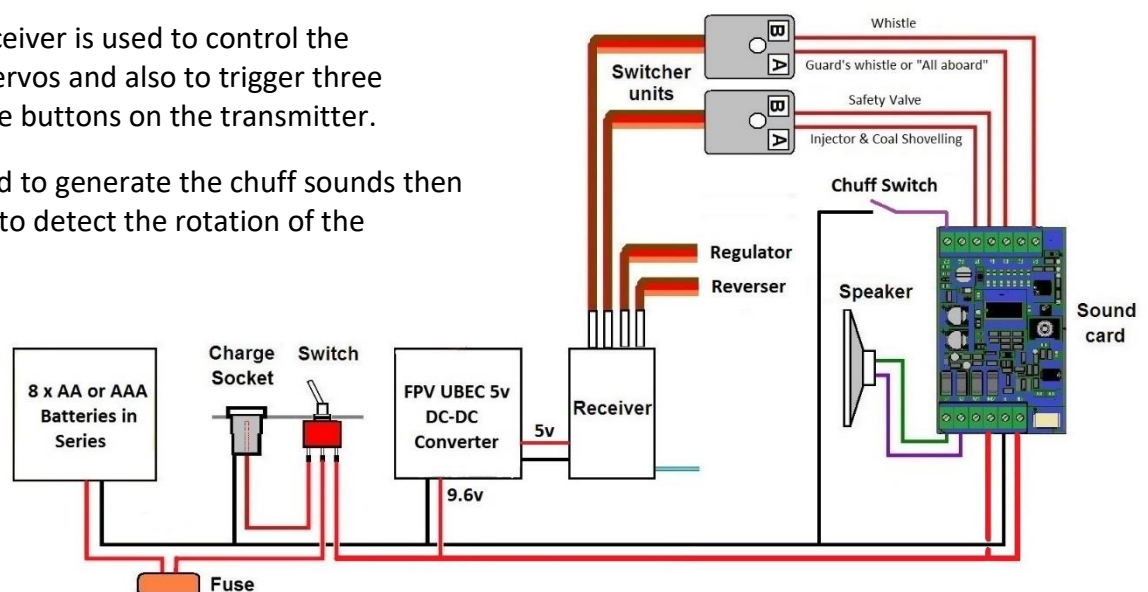 ceiver is used to control the
ervos and also to trigger three
e buttons on the transmitter.
d to generate the chuff sounds then
to detect the rotation of the
Whistle
B
A
Guard's whistle or "All aboard"
Switcher
units
Safety Valve
B
A
Injector & Coal Shovelling
Chuff Switch
Regulator
Reverser
Speaker
Sound
card
Charge
Socket
Switch
8 x AA or AAA
Batteries in
Series
FPV UBEC 5v
DC-DC
Converter
5v
Receiver
9.6v
Fuse